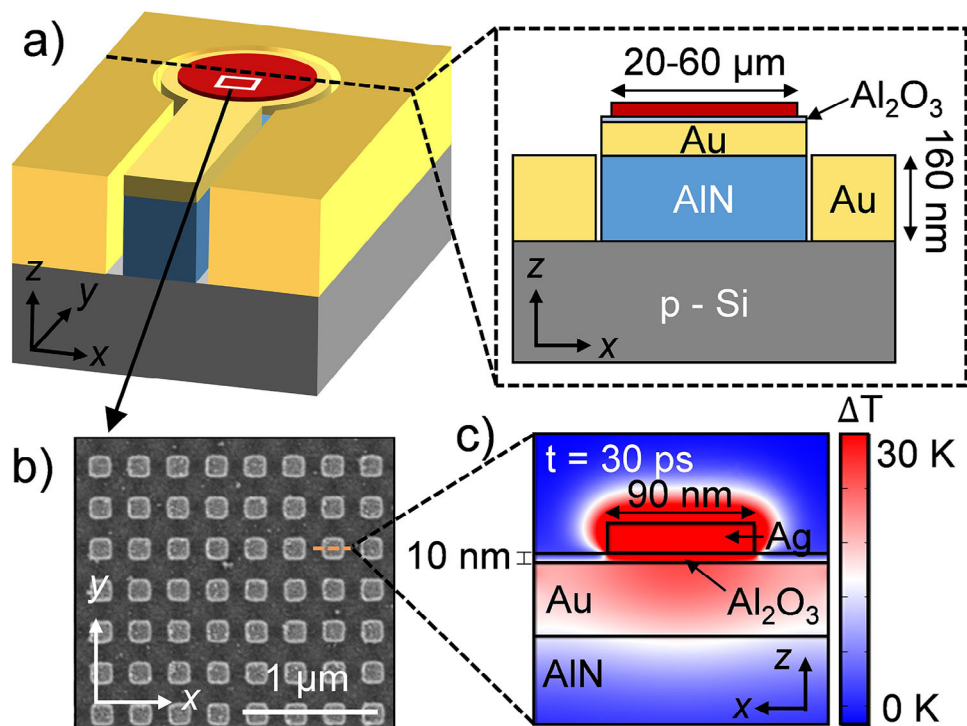 a)
z
y
x
20-60 µm
Al2O3
Au
AlN
160 nm
Au
p - Si
z
x
b)
y
x
1 µm
c)
t = 30 ps
90 nm
Ag
10 nm
Au
Al2O3
AlN
z
x
ΔT
30 K
0 K